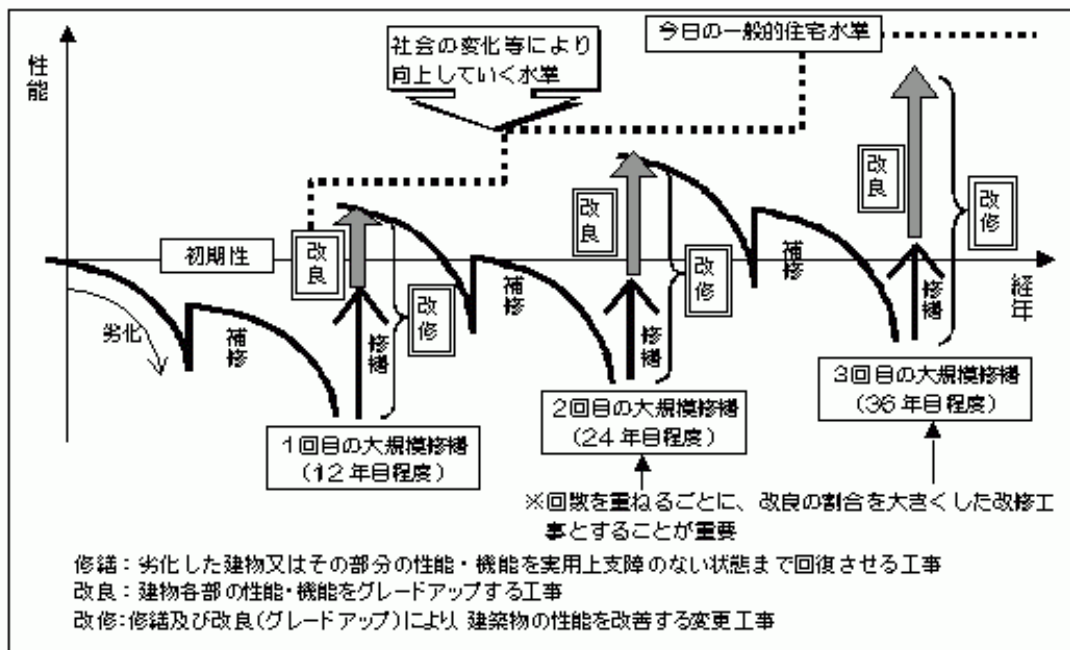 性能
社会の変化等により
向上していく水準
今日の一般的住宅水準
改良
改修
改良
改修
初期性
改良
改修
補修
補修
補修
劣化
修繕
修繕
修繕
経年
1回目の大規模修繕
(12年目程度)
2回目の大規模修繕
(24年目程度)
3回目の大規模修繕
(36年目程度)
※回数を重ねるごとに、改良の割合を大きくした改修工
事とすることが重要
修繕：劣化した建物又はその部分の性能・機能を実用上支障のない状態まで回復させる工事
改良：建物各部の性能・機能をグレードアップする工事
改修：修繕及び改良（グレードアップ）により、建築物の性能を改善する変更工事